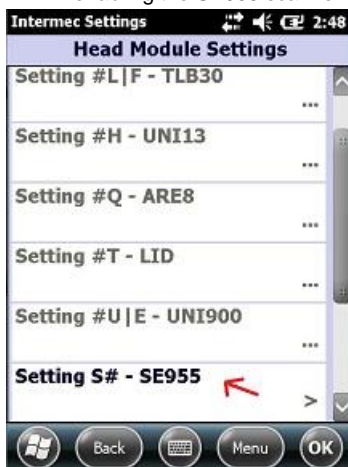 Intermec Settings 2:48
Head Module Settings
Setting #L|F - TLB30
...
Setting #H - UNI13
...
Setting #Q - ARE8
...
Setting #T - LID
...
Setting #U|E - UNI900
...
Setting S# - SE955
>
Back Menu OK